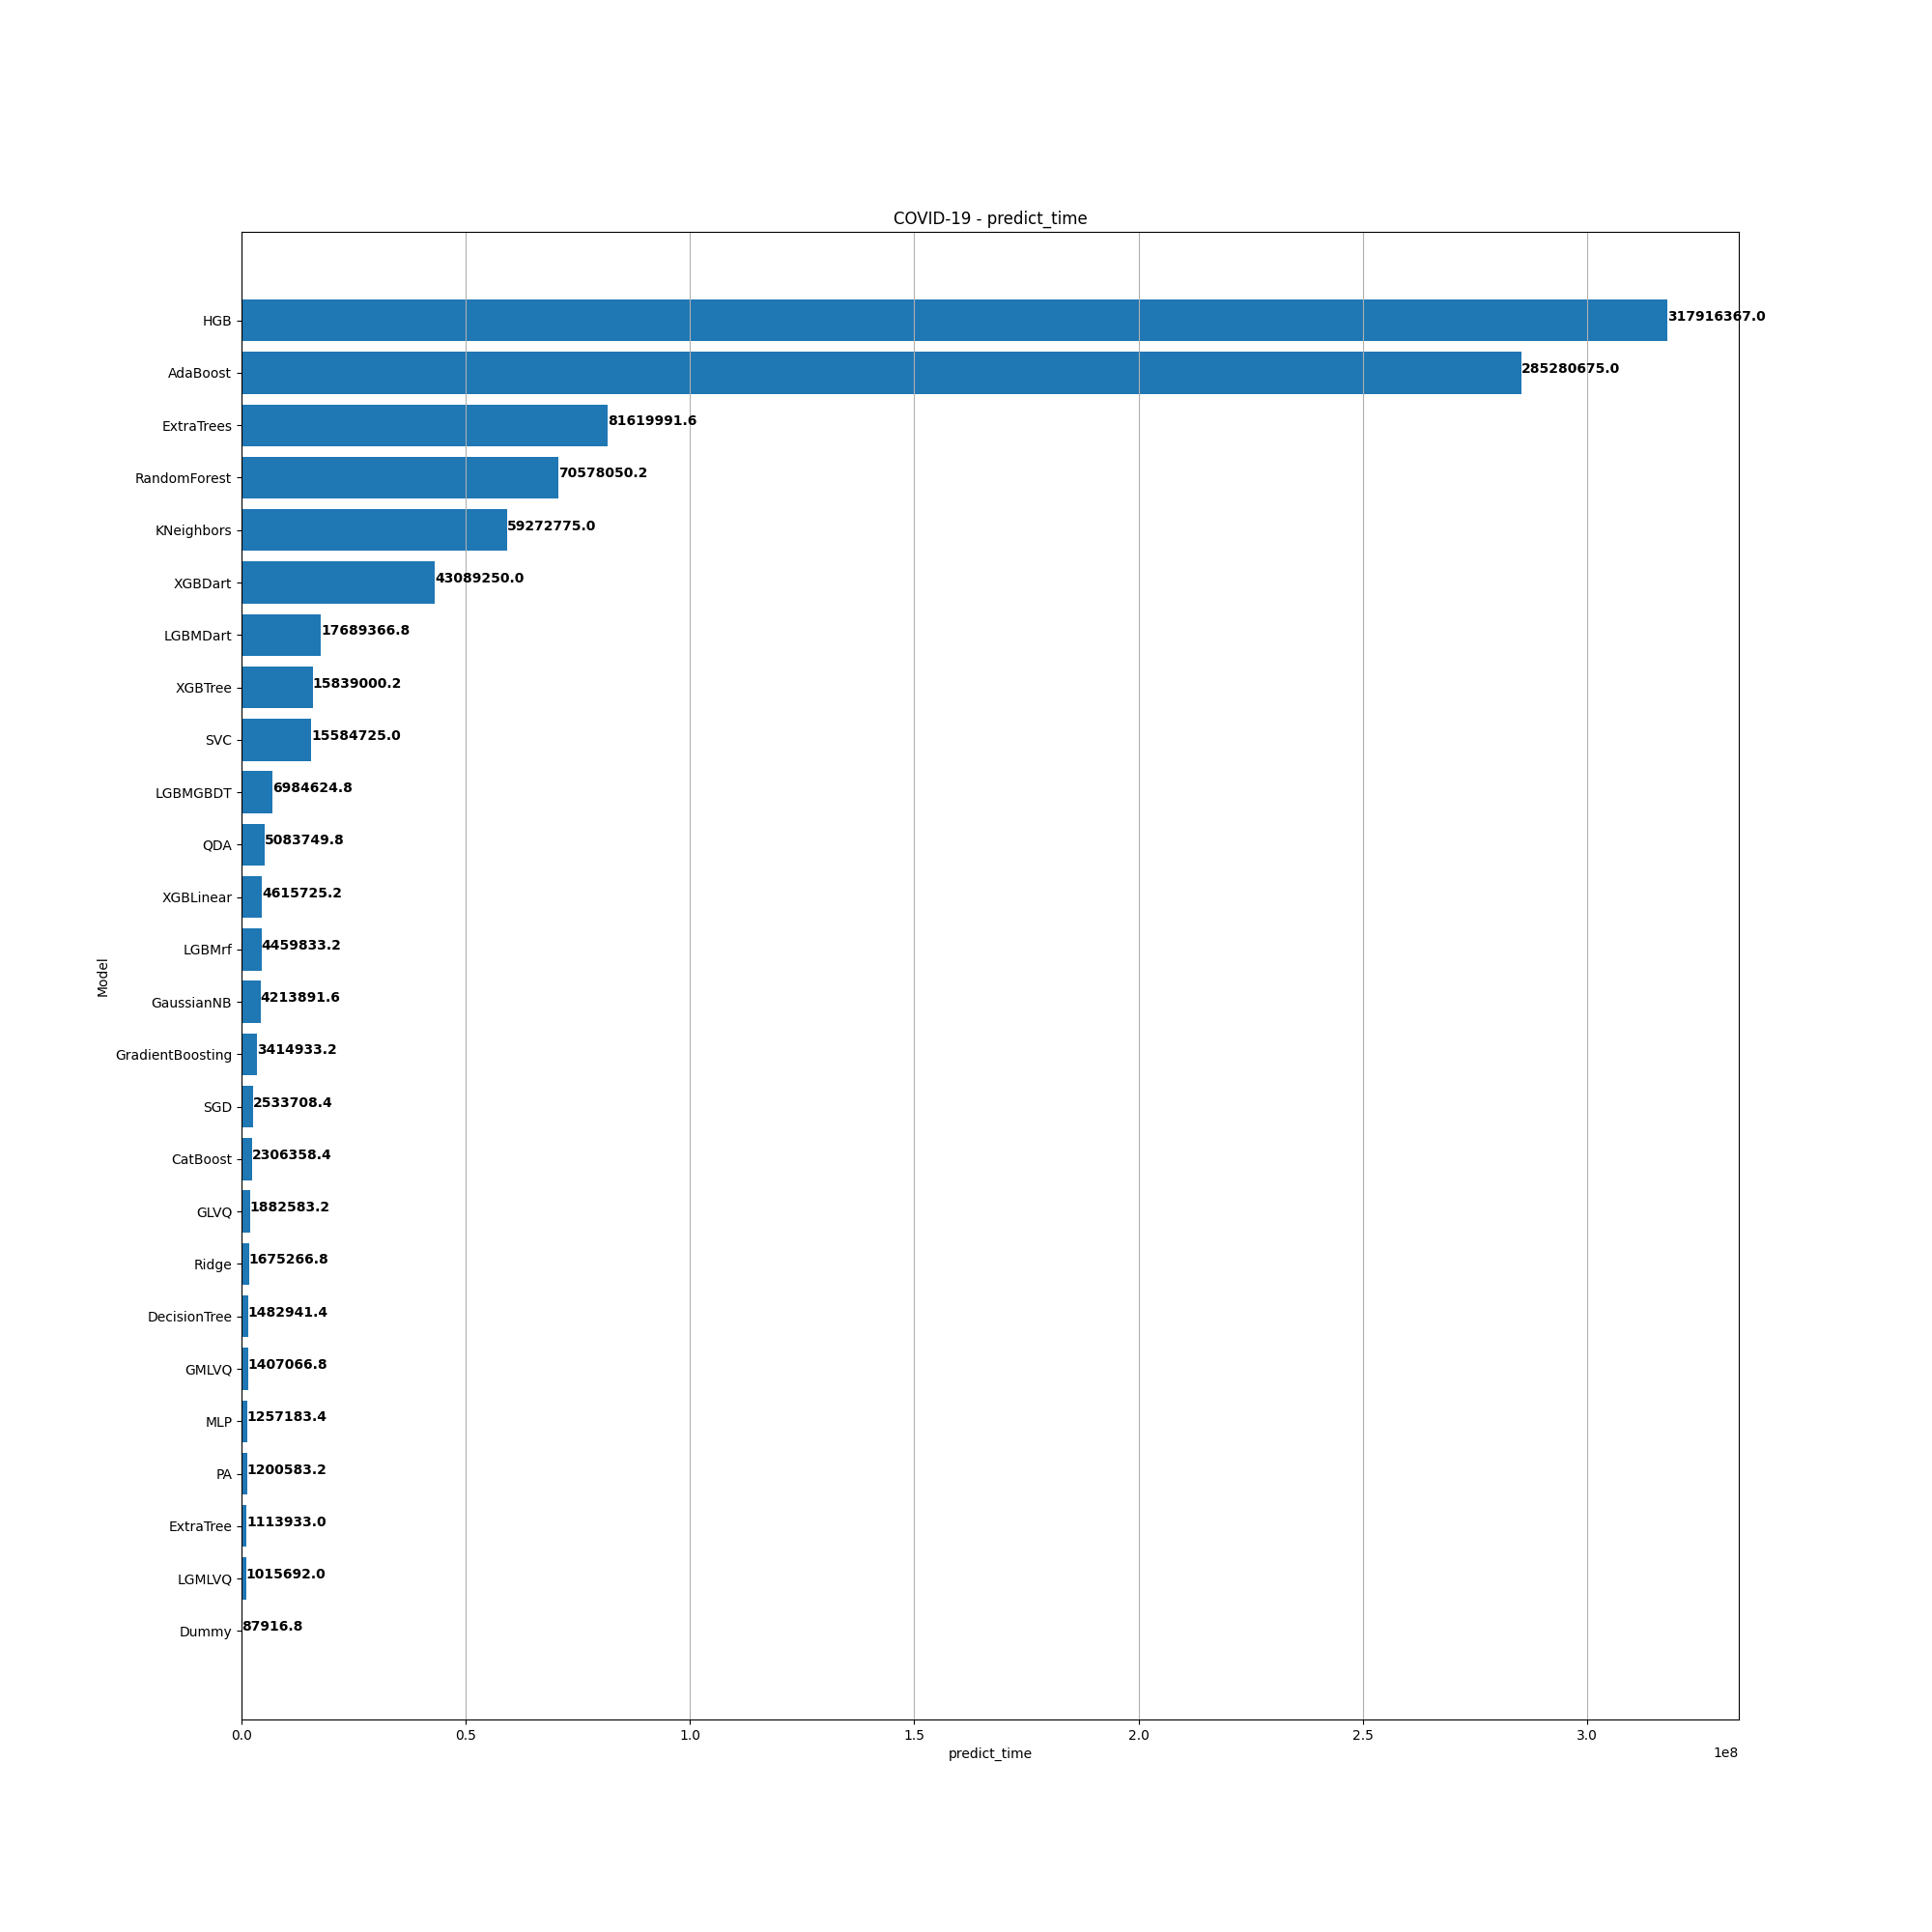 COVID-19 - predict_time
HGB 317916367.0
AdaBoost 285280675.0
ExtraTrees 81619991.6
RandomForest 70578050.2
KNeighbors 59272775.0
XGBDart 43089250.0
LGBMDart 17689366.8
XGBTree 15839000.2
SVC 15584725.0
LGBMGBDT 6984624.8
QDA 5083749.8
XGBLinear 4615725.2
LGBMrf 4459833.2
Model
GaussianNB 4213891.6
GradientBoosting 3414933.2
SGD 2533708.4
CatBoost 2306358.4
GLVQ 1882583.2
Ridge 1675266.8
DecisionTree 1482941.4
GMLVQ 1407066.8
MLP 1257183.4
PA 1200583.2
ExtraTree 1113933.0
LGMLVQ 1015692.0
Dummy 87916.8
0.0 0.5 1.0 1.5 2.0 2.5 3.0
predict_time
1e8